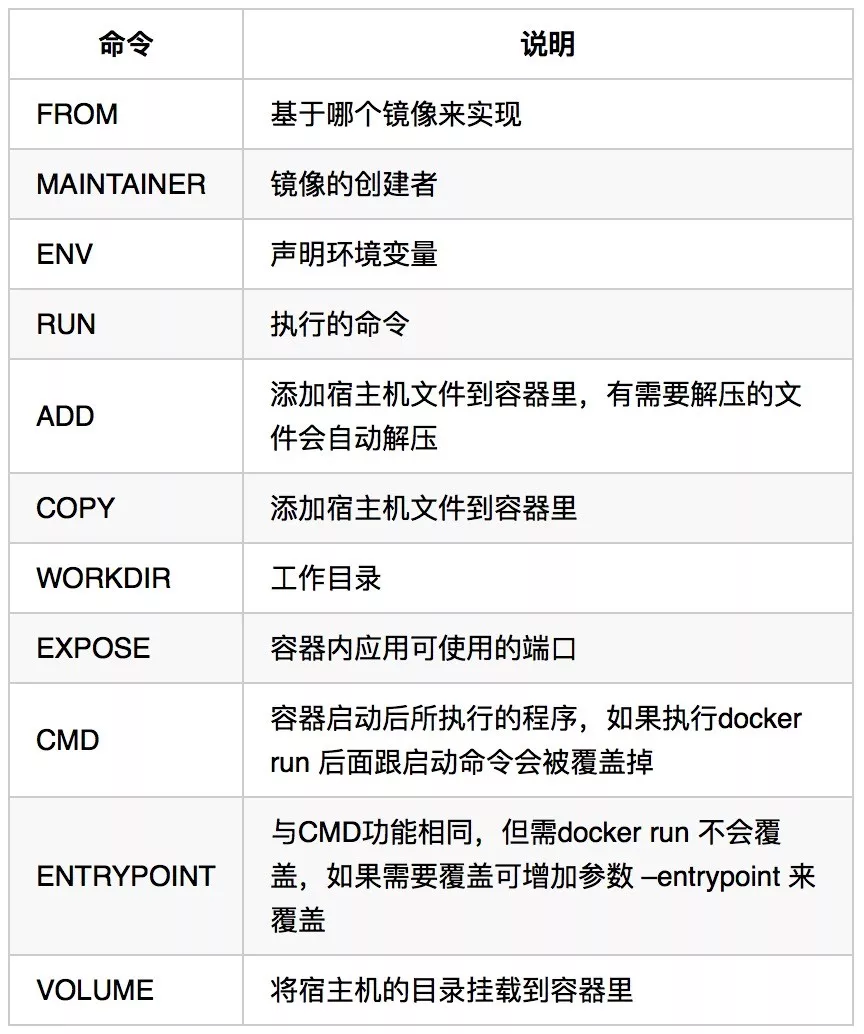 命令 说明
FROM 基于哪个镜像来实现
MAINTAINER 镜像的创建者
ENV 声明环境变量
RUN 执行的命令
ADD 添加宿主机文件到容器里，有需要解压的文
件会自动解压
COPY 添加宿主机文件到容器里
WORKDIR 工作目录
EXPOSE 容器内应用可使用的端口
CMD 容器启动后所执行的程序，如果执行docker
run 后面跟启动命令会被覆盖掉
ENTRYPOINT 与CMD功能相同，但需docker run 不会覆
盖，如果需要覆盖可增加参数 –entrypoint 来
覆盖
VOLUME 将宿主机的目录挂载到容器里